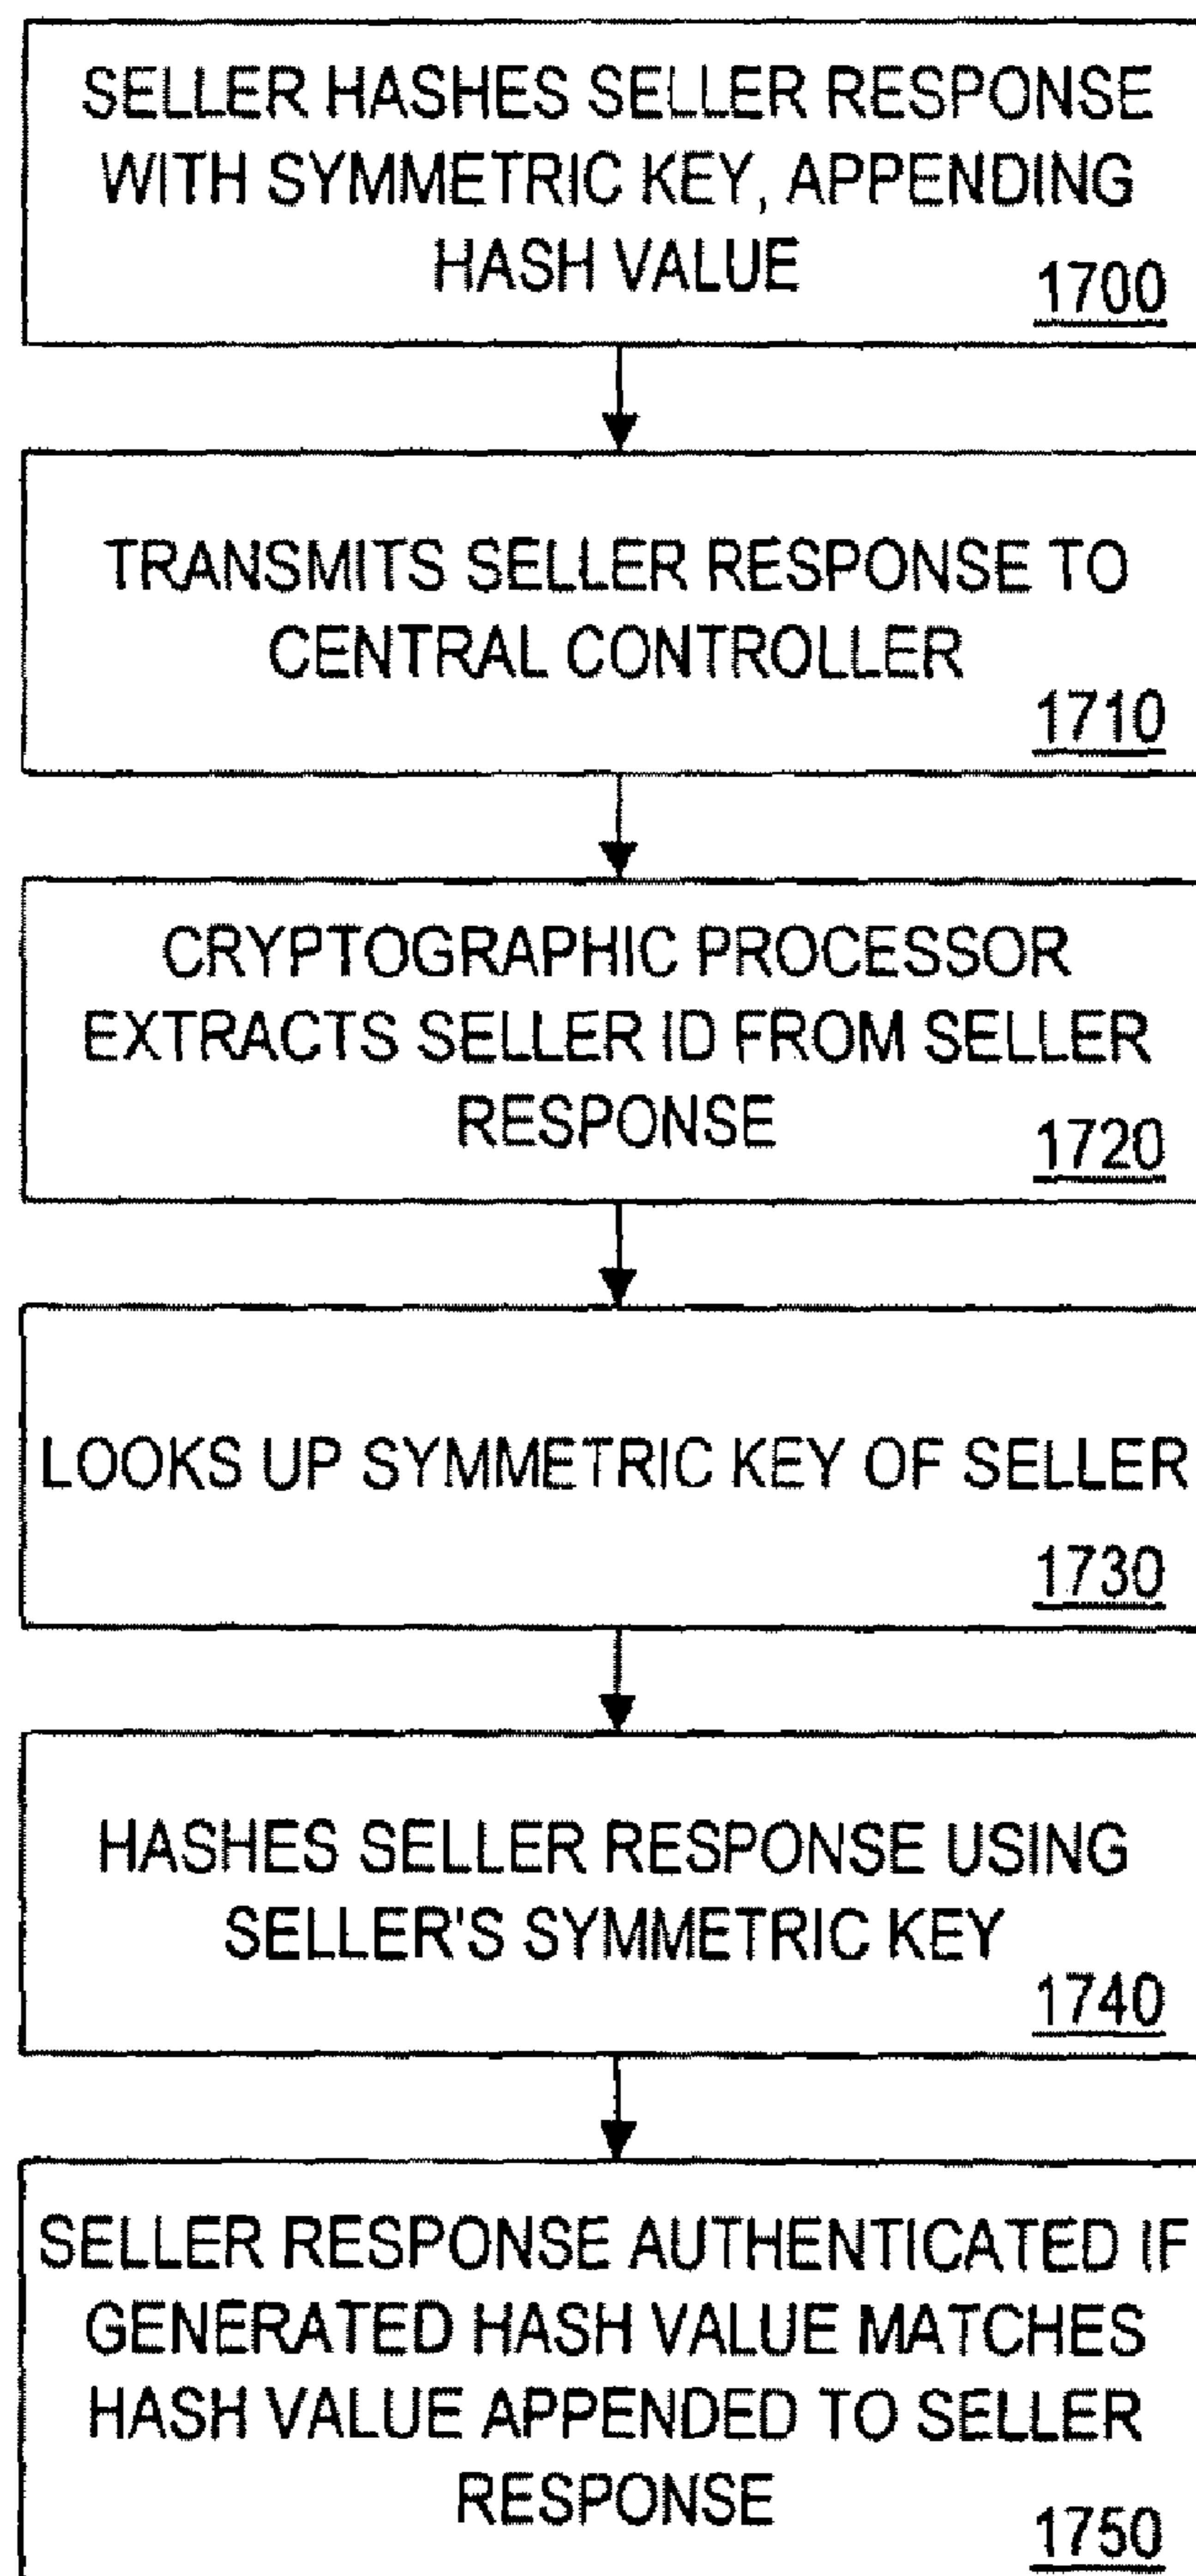 SELLER HASHES SELLER RESPONSE
WITH SYMMETRIC KEY, APPENDING
HASH VALUE
1700
TRANSMITS SELLER RESPONSE TO
CENTRAL CONTROLLER
1710
CRYPTOGRAPHIC PROCESSOR
EXTRACTS SELLER ID FROM SELLER
RESPONSE
1720
LOOKS UP SYMMETRIC KEY OF SELLER
1730
HASHES SELLER RESPONSE USING
SELLER'S SYMMETRIC KEY
1740
SELLER RESPONSE AUTHENTICATED IF
GENERATED HASH VALUE MATCHES
HASH VALUE APPENDED TO SELLER
RESPONSE
1750